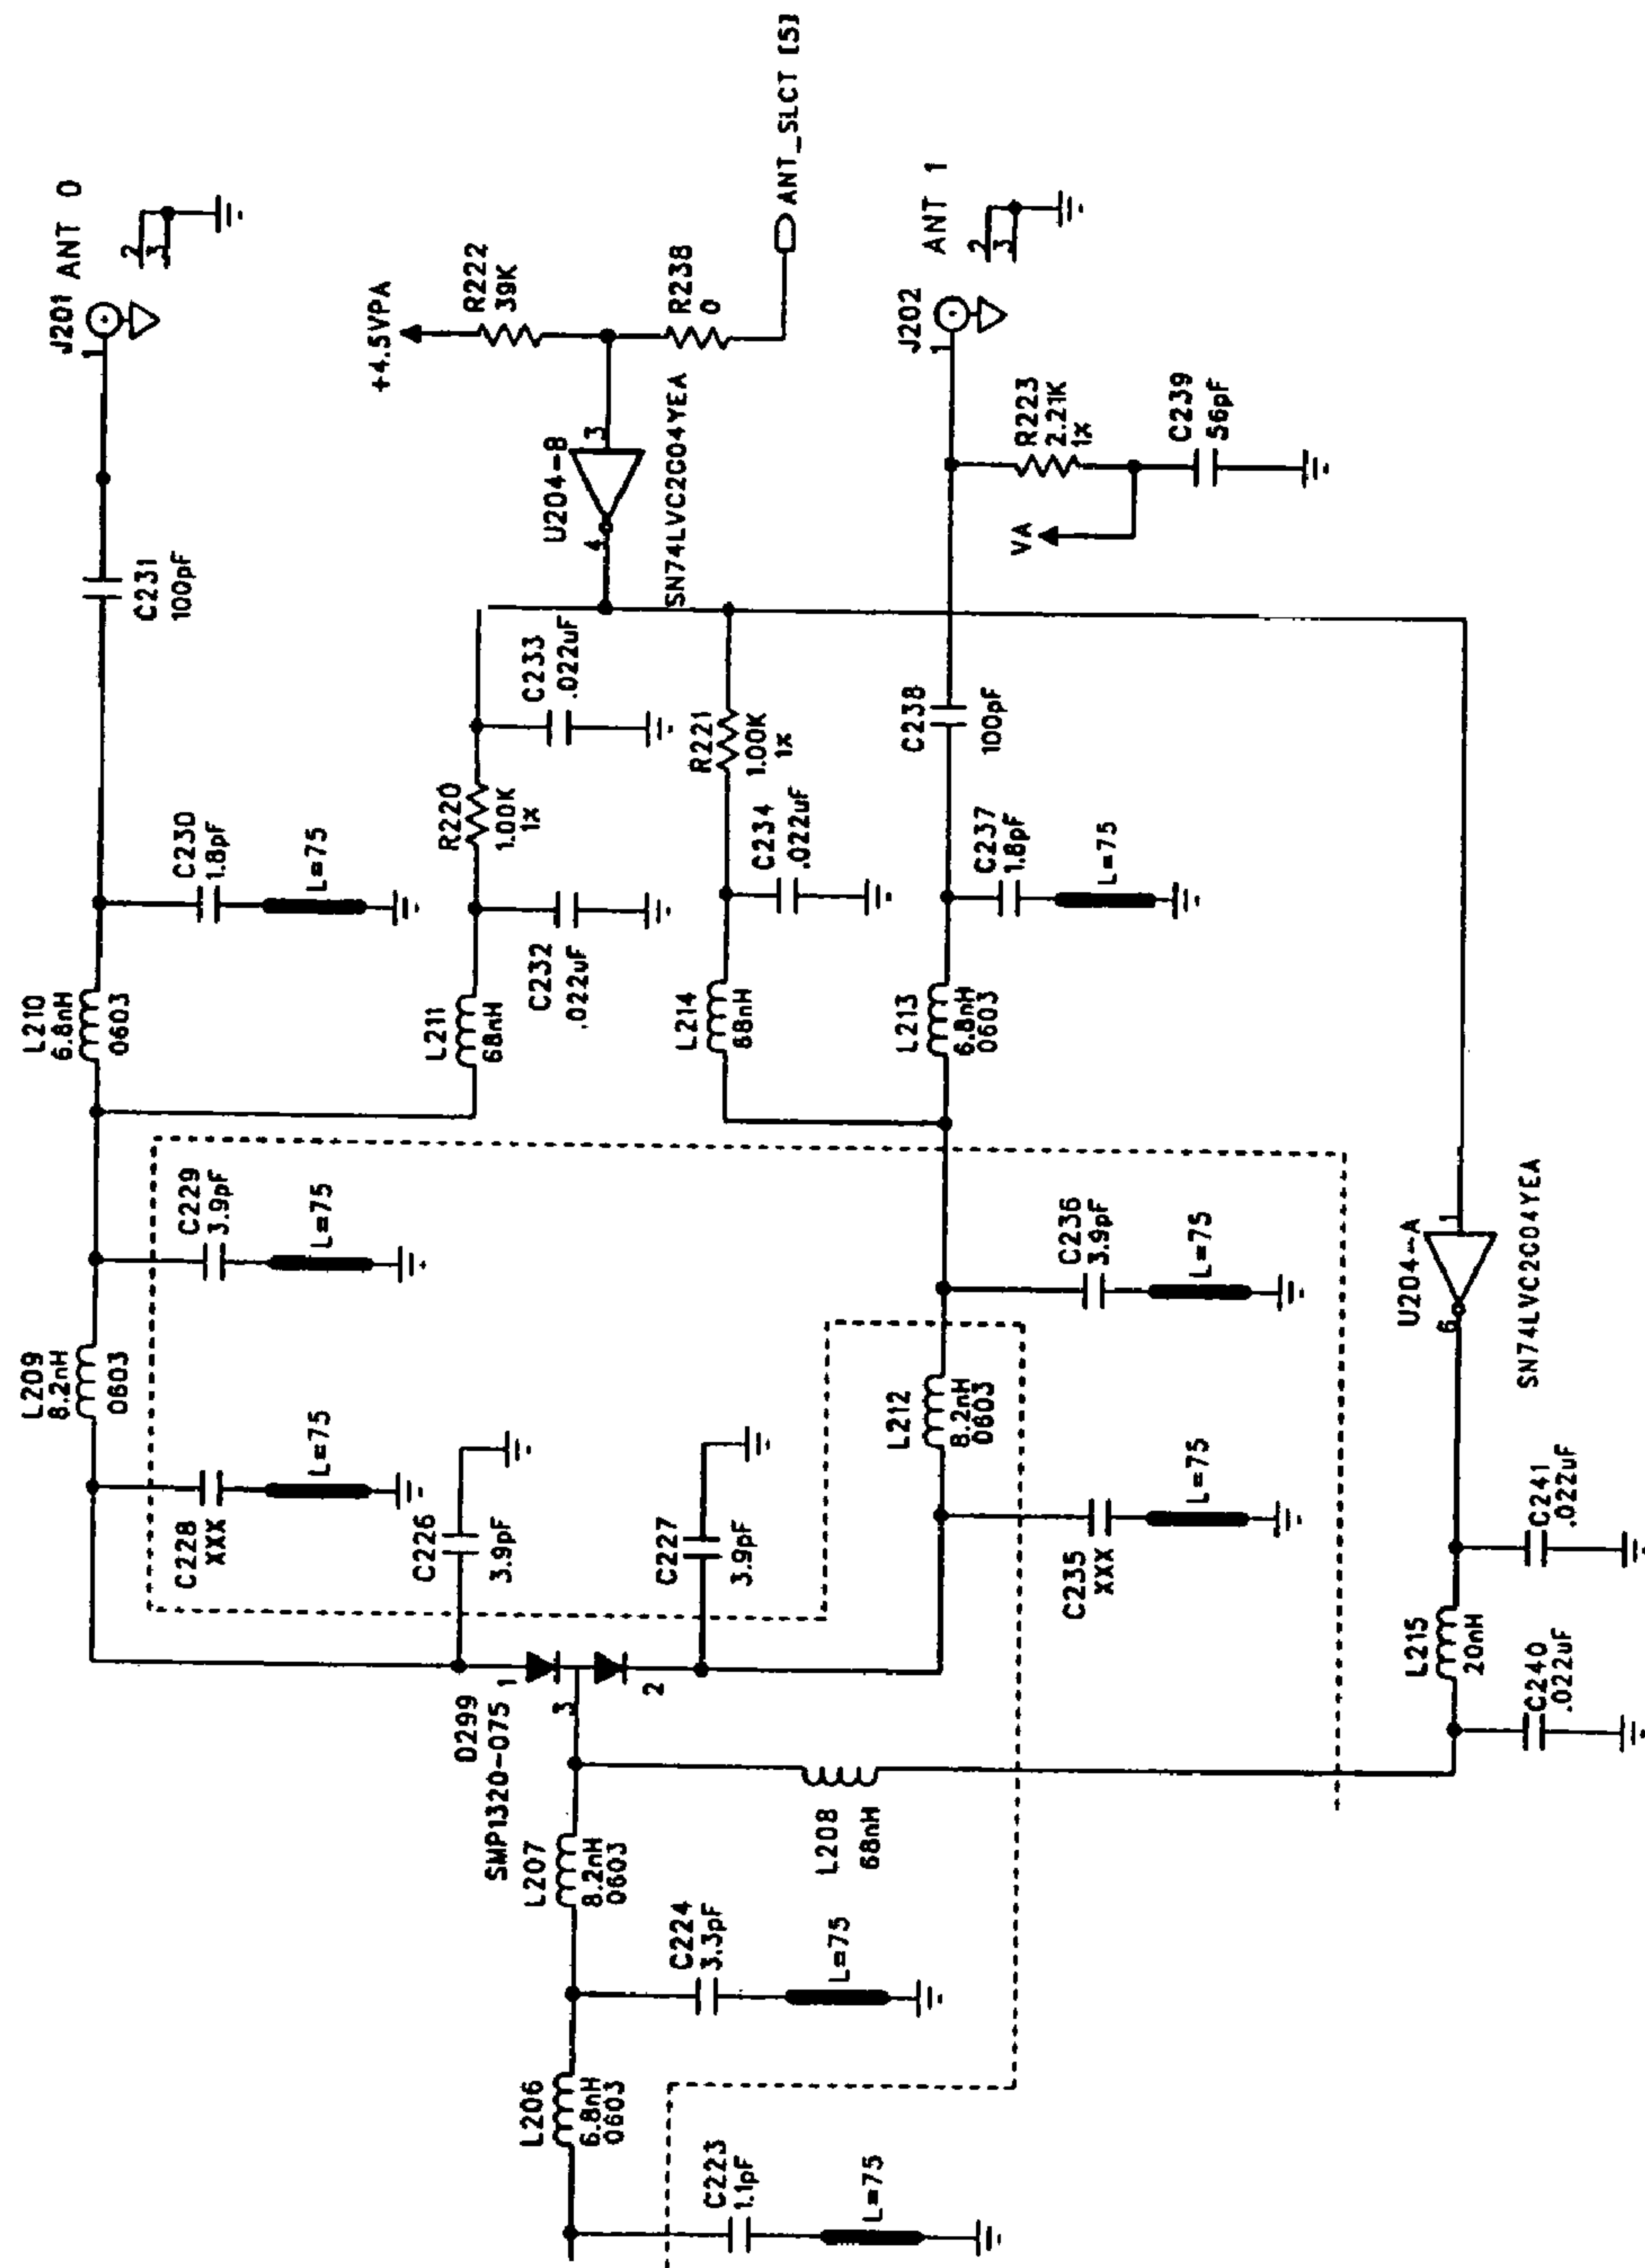 J201 ANT 0
1
2
3
C231
100pF
C230
1.8pF
L=75
L210
6.8nH
0603
C229
3.9pF
L=75
L209
8.2nH
0603
C228
XXX
L=75
+4.5VPA
R222
39K
R238
0
ANT_SLCT [5]
U204-B
3
4
SN74LVC2G04YEA
C233
.022uF
R220
1.00K
1%
C232
.022uF
L211
68nH
R221
1.00K
1%
C234
.022uF
L214
68nH
C226
3.9pF
C227
3.9pF
D299
SMP1320-075
1
3
2
J202
ANT 1
1
2
3
R223
2.21K
1%
VA
C239
56pF
C238
100pF
C237
1.8pF
L=75
L213
6.8nH
0603
C236
3.9pF
L=75
L212
8.2nH
0603
C235
XXX
L=75
U204-A
1
6
SN74LVC2G04YEA
C241
.022uF
L215
20nH
C240
.022uF
L208
68nH
L207
8.2nH
0603
C224
3.3pF
L=75
L206
6.8nH
0603
C223
1.1pF
L=75